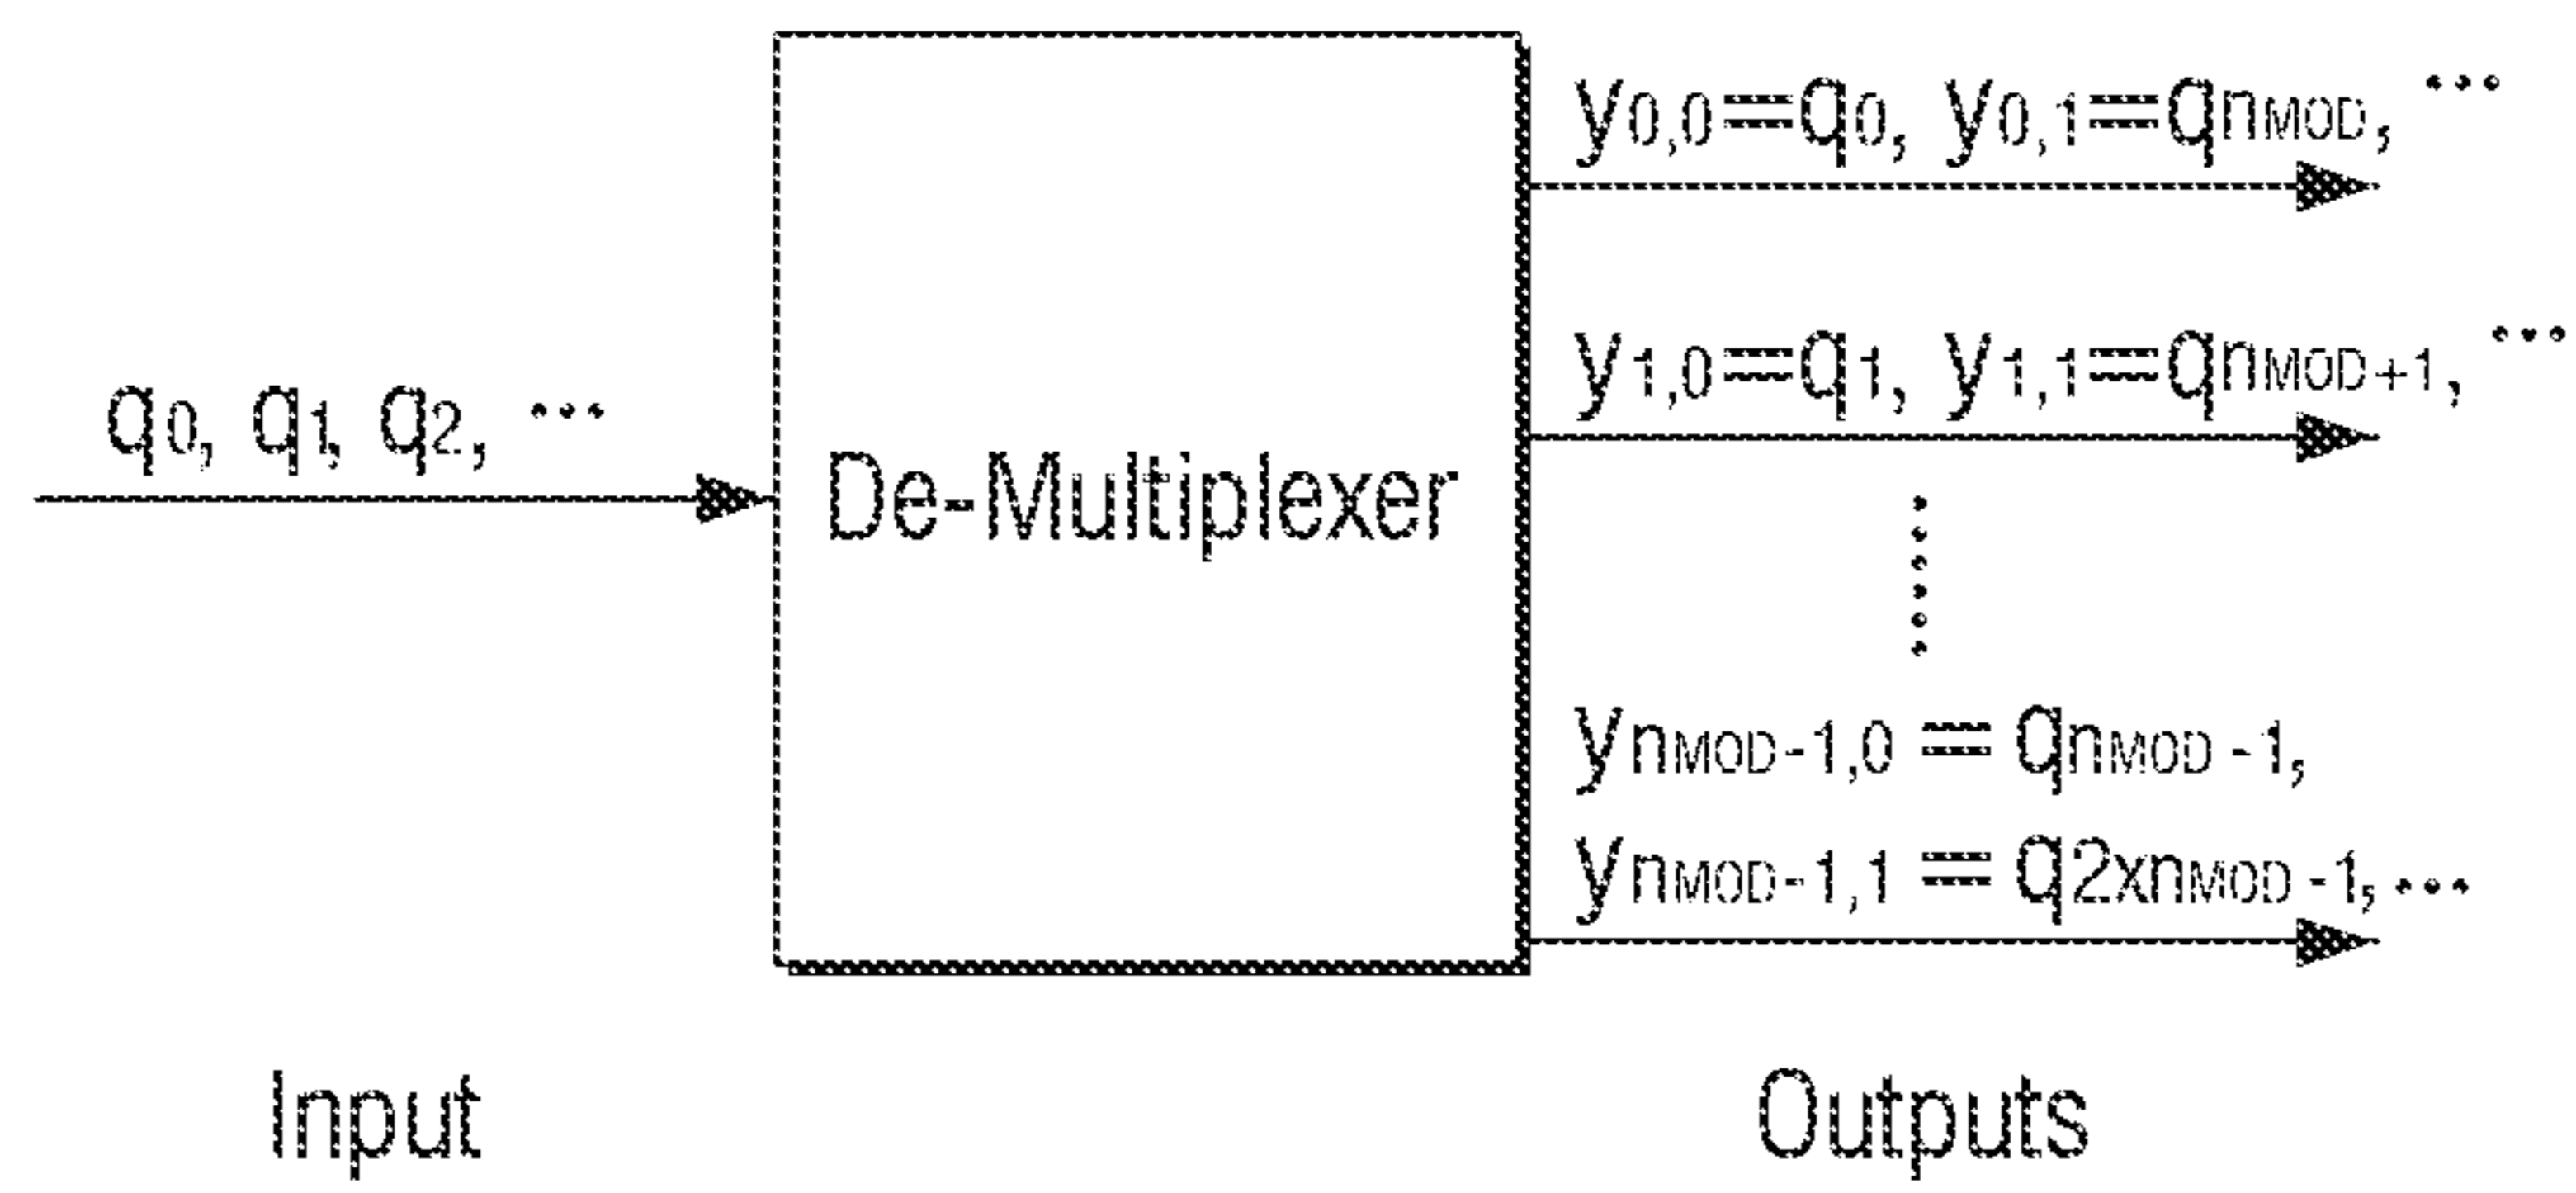 y0,0=q0, y0,1=qnMOD, ...
y1,0=q1, y1,1=qnMOD+1, ...
q0, q1, q2, ...
De-Multiplexer
ynMOD-1,0 = qnMOD-1,
ynMOD-1,1 = q2xnMOD-1, ...
Input
Outputs